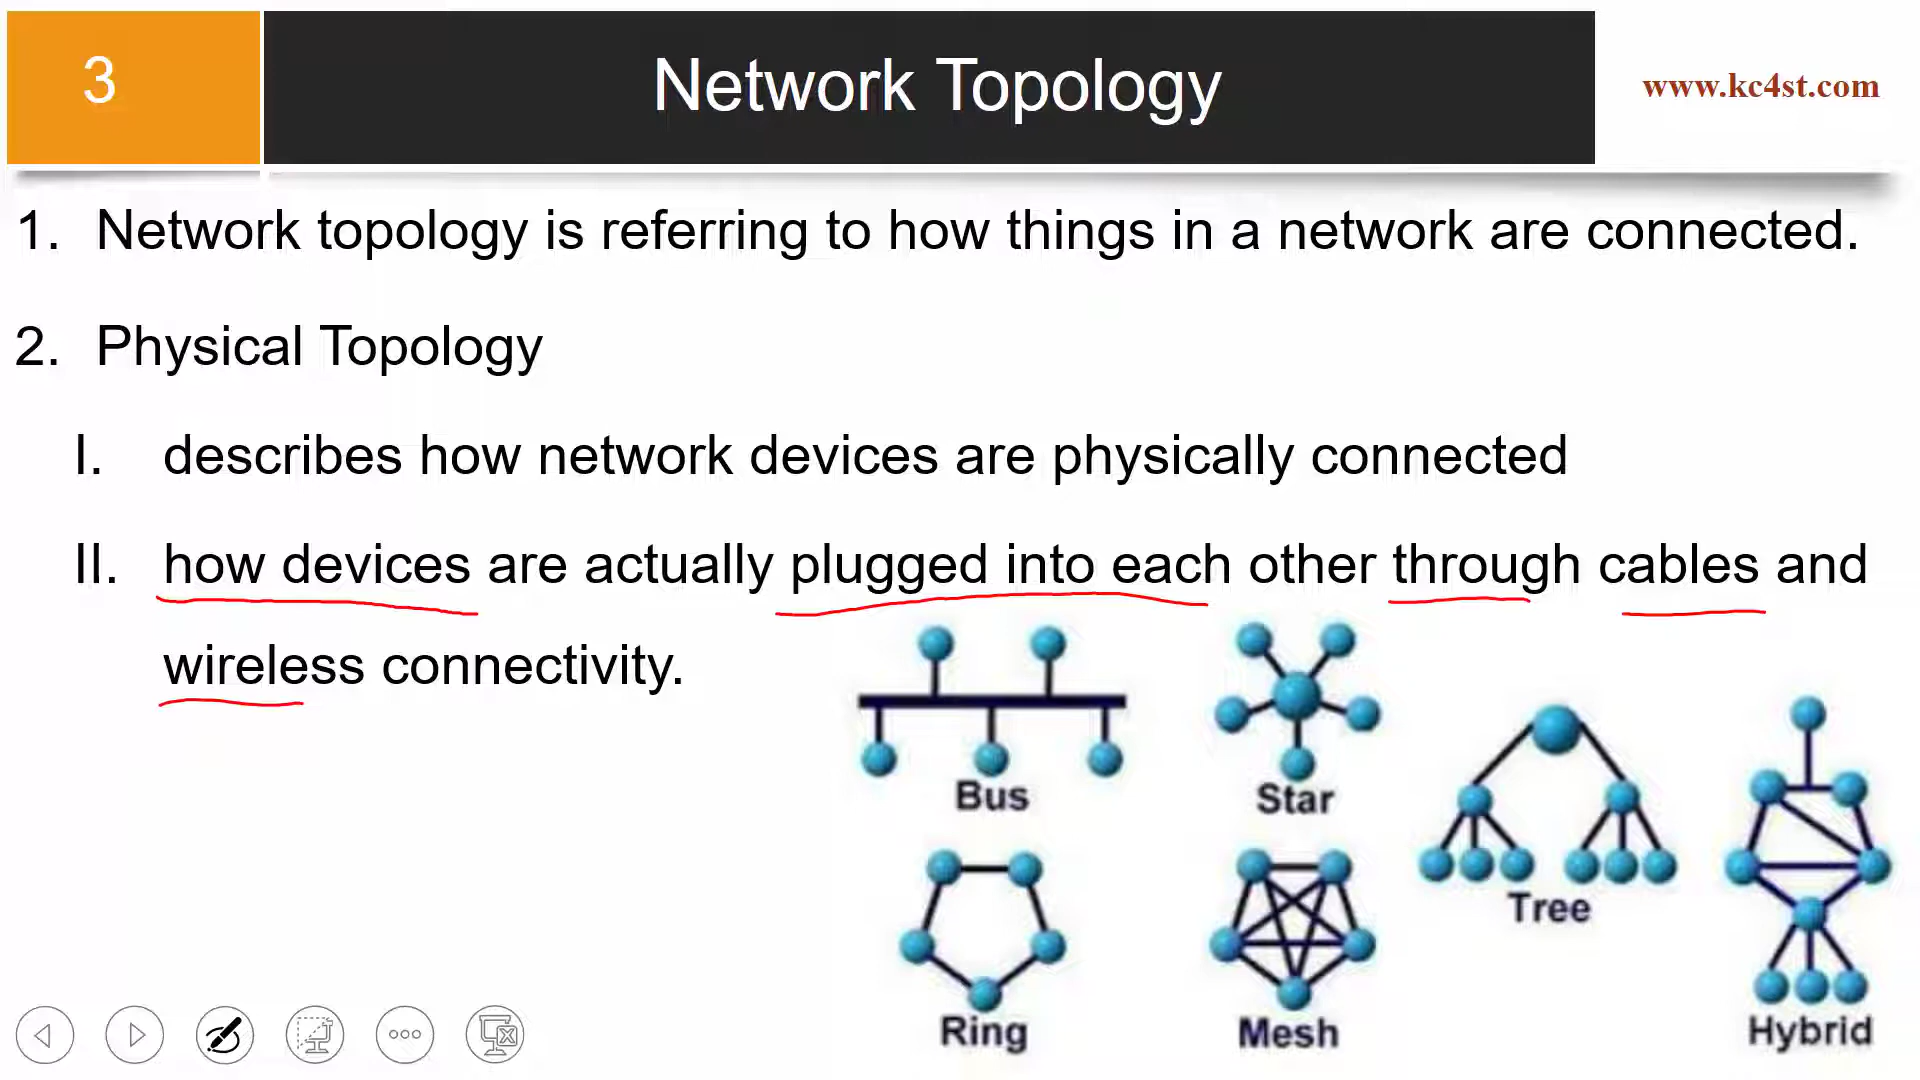 3
Network Topology
www.kc4st.com
1. Network topology is referring to how things in a network are connected.
2. Physical Topology
I. describes how network devices are physically connected
II. how devices are actually plugged into each other through cables and
wireless connectivity.
Bus
Star
Tree
Ring
Mesh
Hybrid